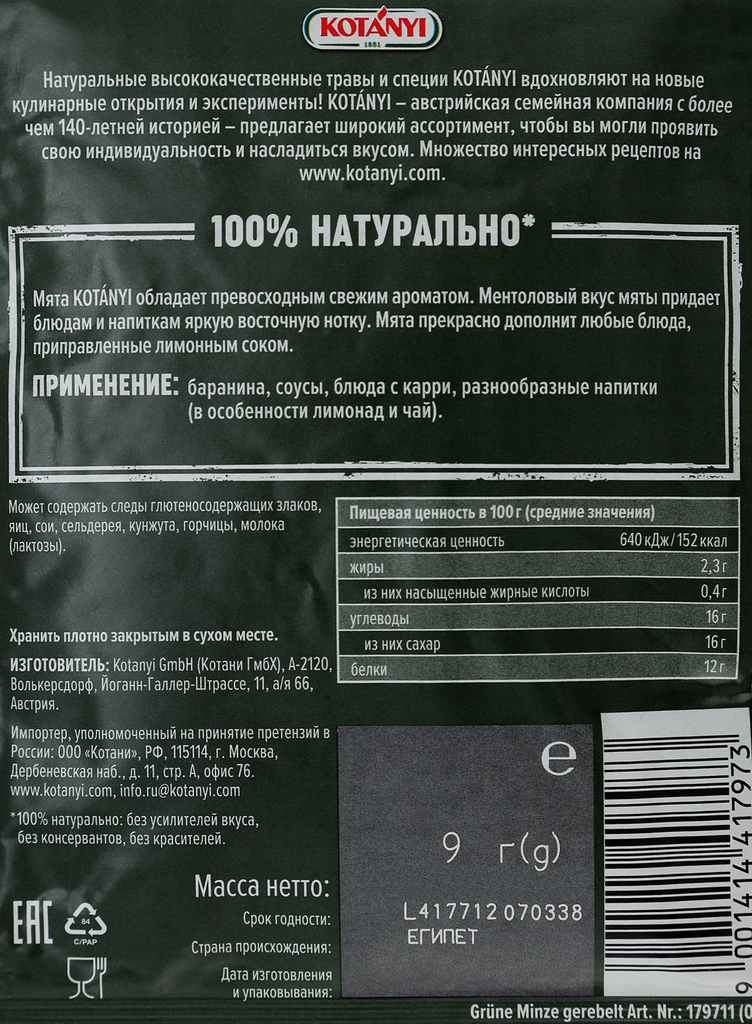 KOTÁNYI
1881
Натуральные высококачественные травы и специи KOTÁNYI вдохновляют на новые
кулинарные открытия и эксперименты! KOTÁNYI – австрийская семейная компания с более
чем 140-летней историей – предлагает широкий ассортимент, чтобы вы могли проявить
свою индивидуальность и насладиться вкусом. Множество интересных рецептов на
www.kotanyi.com.
100% НАТУРАЛЬНО*
Мята KOTÁNYI обладает превосходным свежим ароматом. Ментоловый вкус мяты придает
блюдам и напиткам яркую восточную нотку. Мята прекрасно дополнит любые блюда,
приправленные лимонным соком.
ПРИМЕНЕНИЕ: баранина, соусы, блюда с карри, разнообразные напитки
(в особенности лимонад и чай).
Может содержать следы глютеносодержащих злаков,
яиц, сои, сельдерея, кунжута, горчицы, молока
(лактозы).
Пищевая ценность в 100 г (средние значения)
энергетическая ценность 640 кДж/152 ккал
жиры 2,3 г
из них насыщенные жирные кислоты 0,4 г
углеводы 16 г
из них сахар 16 г
белки 12 г
Хранить плотно закрытым в сухом месте.
ИЗГОТОВИТЕЛЬ: Kotanyi GmbH (Котани ГмбХ), А-2120,
Волькерсдорф, Йоганн-Галлер-Штрассе, 11, а/я 66,
Австрия.
Импортер, уполномоченный на принятие претензий в
России: ООО «Котани», РФ, 115114, г. Москва,
Дербеневская наб., д. 11, стр. А, офис 76.
www.kotanyi.com, info.ru@kotanyi.com
*100% натурально: без усилителей вкуса,
без консервантов, без красителей.
EAC
84
C/PAP
Масса нетто:
Срок годности:
Страна происхождения:
Дата изготовления
и упаковывания:
e
9 г(g)
L417712 070338
ЕГИПЕТ
9 001414 417973
Grüne Minze gerebelt Art. Nr.: 179711 (0